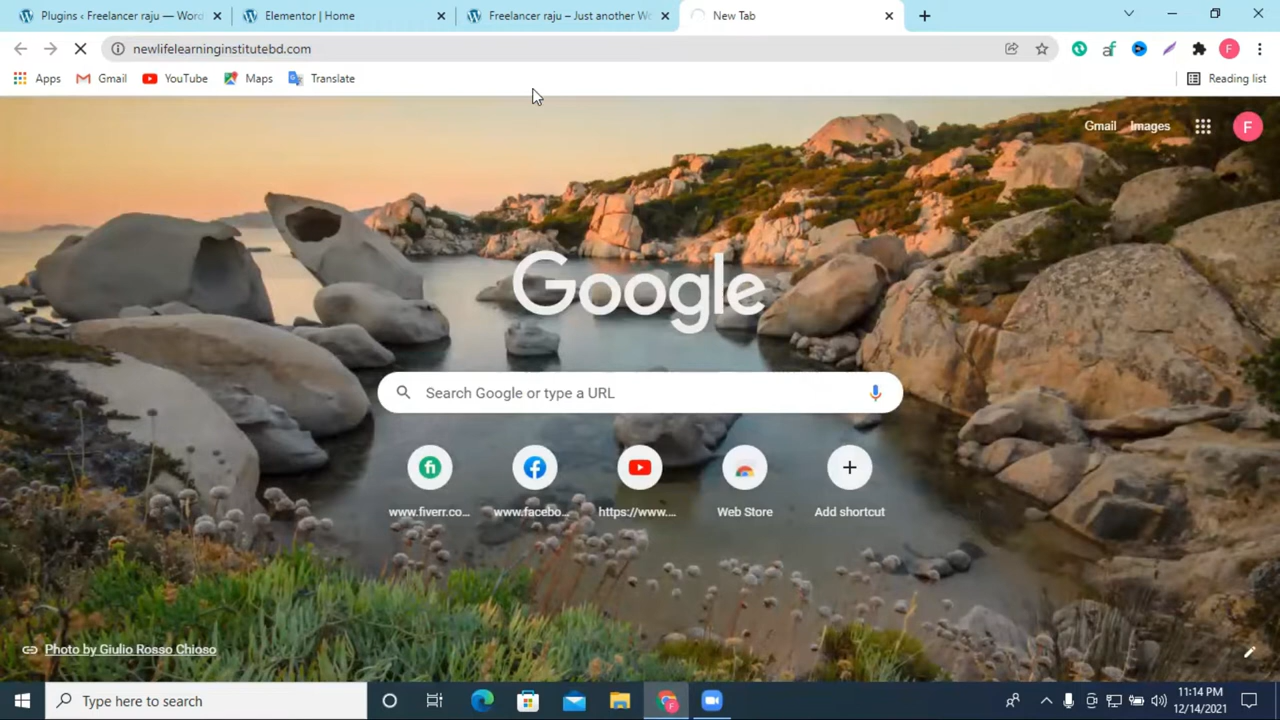 Plugins ‹ Freelancer raju — Word
Elementor | Home
Freelancer raju – Just another Wo
New Tab
newlifelearninginstitutebd.com
F
Apps
Gmail
YouTube
Maps
Translate
Reading list
Gmail
Images
F
Google
Search Google or type a URL
www.fiverr.co...
www.facebo...
https://www....
Web Store
Add shortcut
Photo by Giulio Rosso Chioso
Type here to search
11:14 PM
12/14/2021